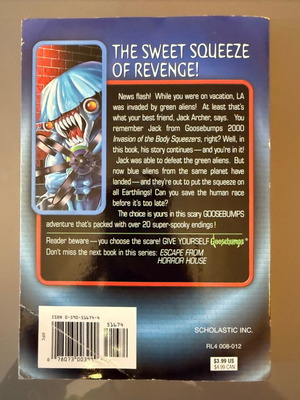 THE SWEET SQUEEZE
OF REVENGE!
News flash! While you were on vacation, LA
was invaded by green aliens! At least that's
what your best friend, Jack Archer, says. You
remember Jack from Goosebumps 2000
Invasion of the Body Squeezers, right? Well, in
this book, his story continues — and you're in it!
Jack was able to defeat the green aliens. But
now blue aliens from the same planet have
landed — and they're out to put the squeeze on
all Earthlings! Can you save the human race
before it's too late?
The choice is yours in this scary GOOSEBUMPS
adventure that's packed with over 20 super-spooky endings!
Reader beware — you choose the scare! GIVE YOURSELF Goosebumps®
Don't miss the next book in this series: ESCAPE FROM
HORROR HOUSE
ISBN 0-590-51674-4
51674
SCHOLASTIC INC.
RL4 008-012
$3.99 US
$4.99 CAN